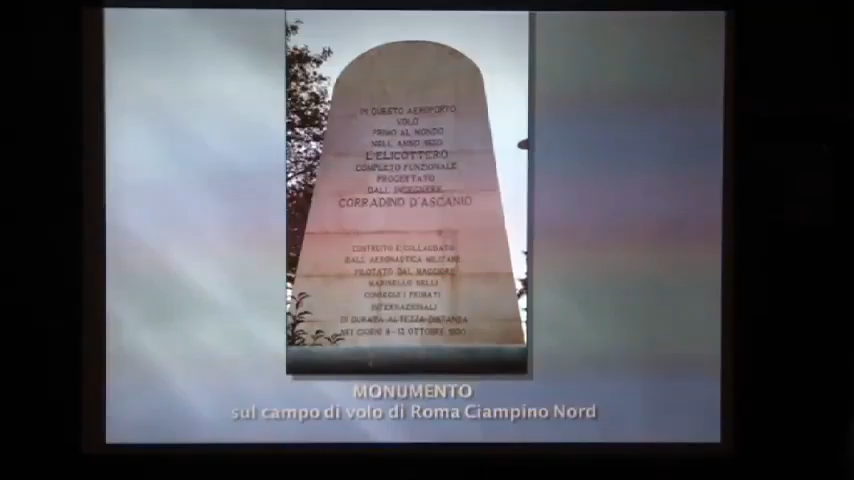 IN QUESTO AEROPORTO
VOLO
PRIMO AL MONDO
NELL'ANNO 1930
L'ELICOTTERO
COMPLETO FUNZIONALE
PROGETTATO
DALL'INGEGNERE
CORRADINO D'ASCANIO
COSTRUITO E COLLAUDATO
DALL'AERONAUTICA MILITARE
PILOTATO DAL MAGGIORE
MARINELLO NELLI
CONSEGUI I PRIMATI
INTERNAZIONALI
DI DURATA ALTEZZA DISTANZA
NEI GIORNI 8-13 OTTOBRE 1930
MONUMENTO
sul campo di volo di Roma Ciampino Nord